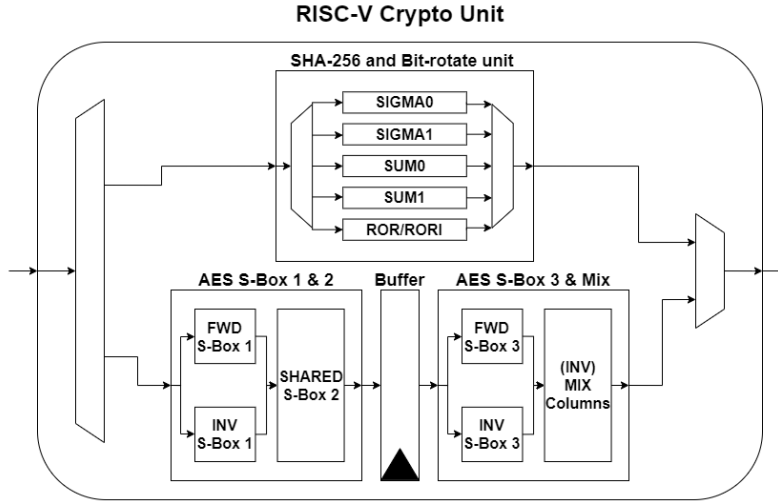 RISC-V Crypto Unit
SHA-256 and Bit-rotate unit
SIGMA0
SIGMA1
SUM0
SUM1
ROR/RORI
AES S-Box 1 & 2
Buffer
AES S-Box 3 & Mix
FWD
S-Box 1
INV
S-Box 1
SHARED
S-Box 2
FWD
S-Box 3
INV
S-Box 3
(INV)
MIX
Columns